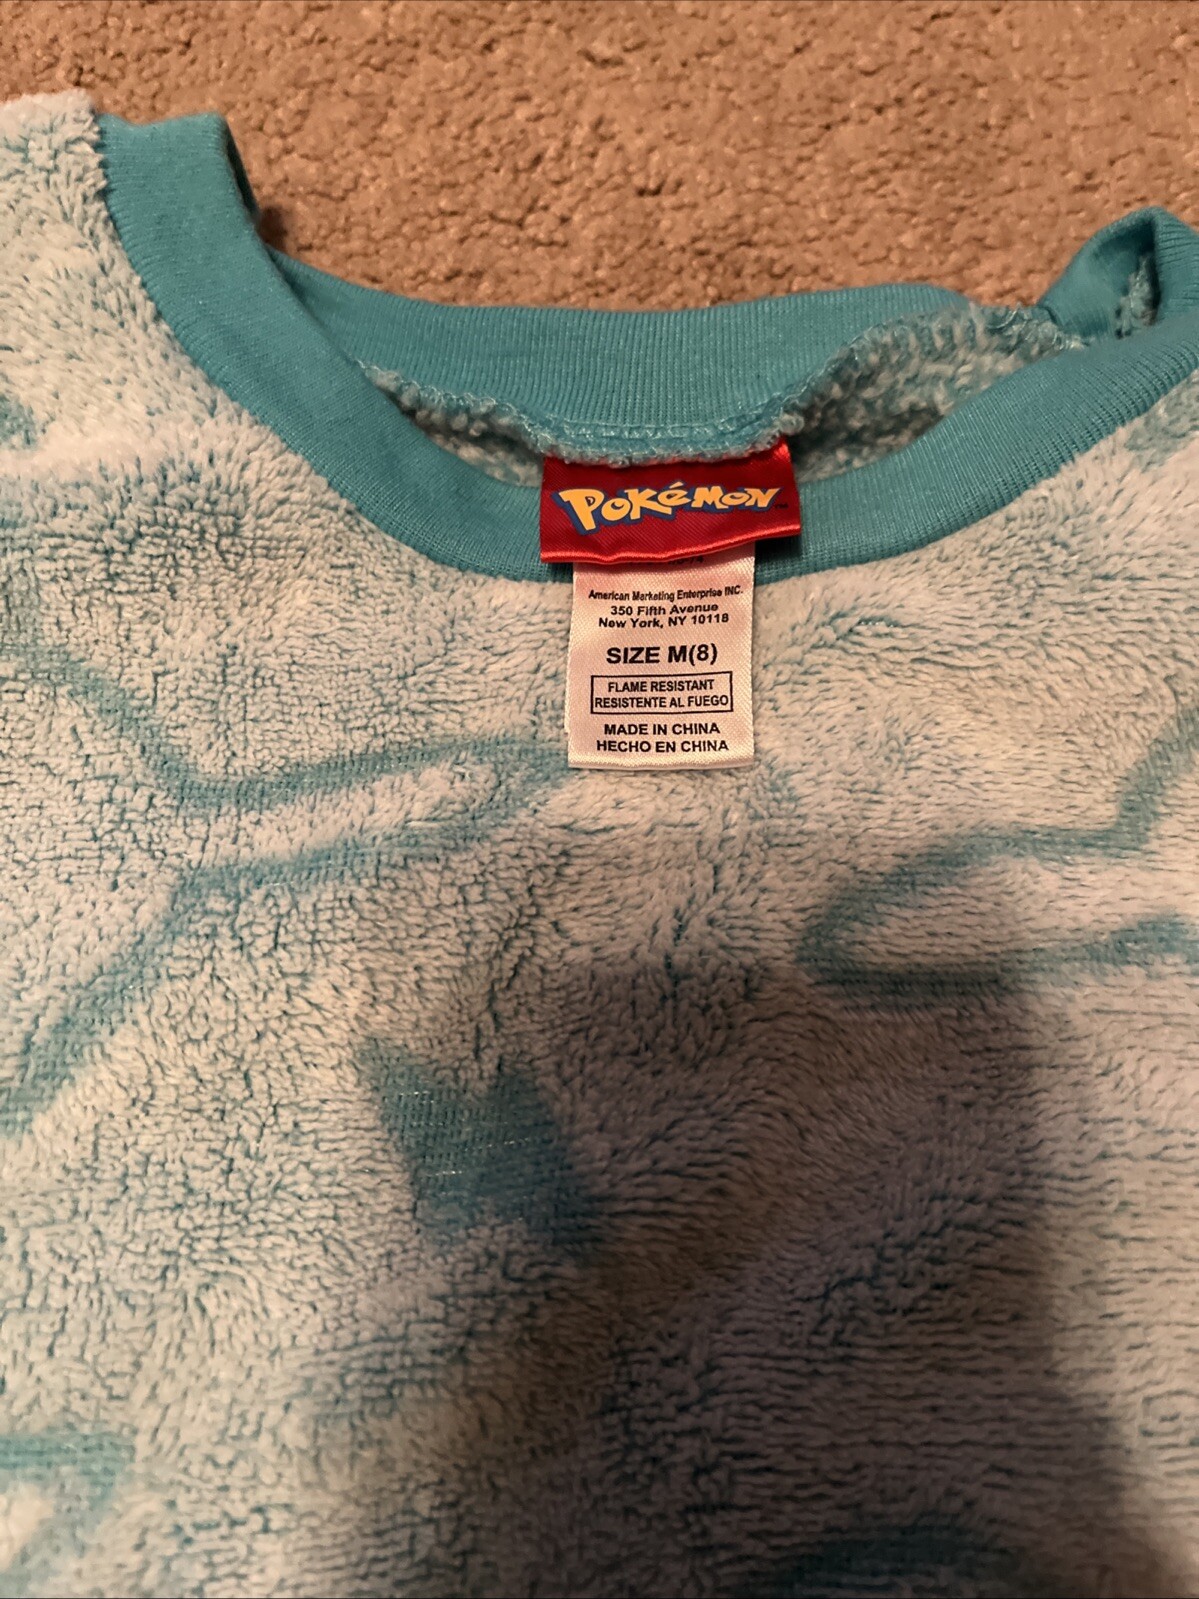 POKéMON
American Marketing Enterprise INC.
350 Fifth Avenue
New York, NY 10118
SIZE M(8)
FLAME RESISTANT
RESISTENTE AL FUEGO
MADE IN CHINA
HECHO EN CHINA